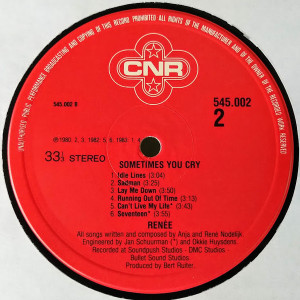 UNAUTHORISED PUBLIC PERFORMANCE BROADCASTING AND COPYING OF THIS RECORD PROHIBITED ALL RIGHTS OF THE MANUFACTURER AND OF THE OWNER OF THE RECORDED WORK RESERVED
CNR
545.002 B
545.002
2
33⅓ STEREO
SOMETIMES YOU CRY
1. Idle Lines (3:04)
2. Sadman (3:25)
3. Lay Me Down (3:50)
4. Running Out Of Time (3:03)
5. Can't Live My Life* (3:35)
6. Seventeen* (3:55)
RENÉE
All songs written and composed by Anja and René Nodelijk.
Engineered by Jan Schuurman (*) and Okkie Huysdens
Recorded at Soundpush Studios - DMC Studios -
Bullet Sound Studios
Produced by Bert Ruiter.